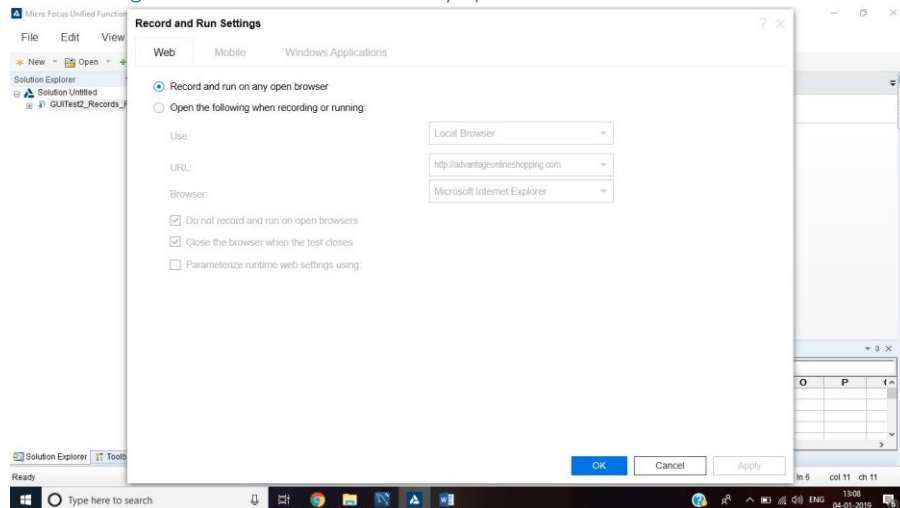 Micro Focus Unified Function
File Edit View
New Open
Solution Explorer
Solution Untitled
GUITest2_Records_
Record and Run Settings
Web Mobile Windows Applications
Record and run on any open browser
Open the following when recording or running:
Use: Local Browser
URL: http://advantageonlineshopping.com
Browser: Microsoft Internet Explorer
Do not record and run on open browsers
Close the browser when the test closes
Parameterize runtime web settings using:
O P
Solution Explorer Toolb
OK Cancel Apply
Ready ln 6 col 11 ch 11
Type here to search ENG 13:08
04-01-2019